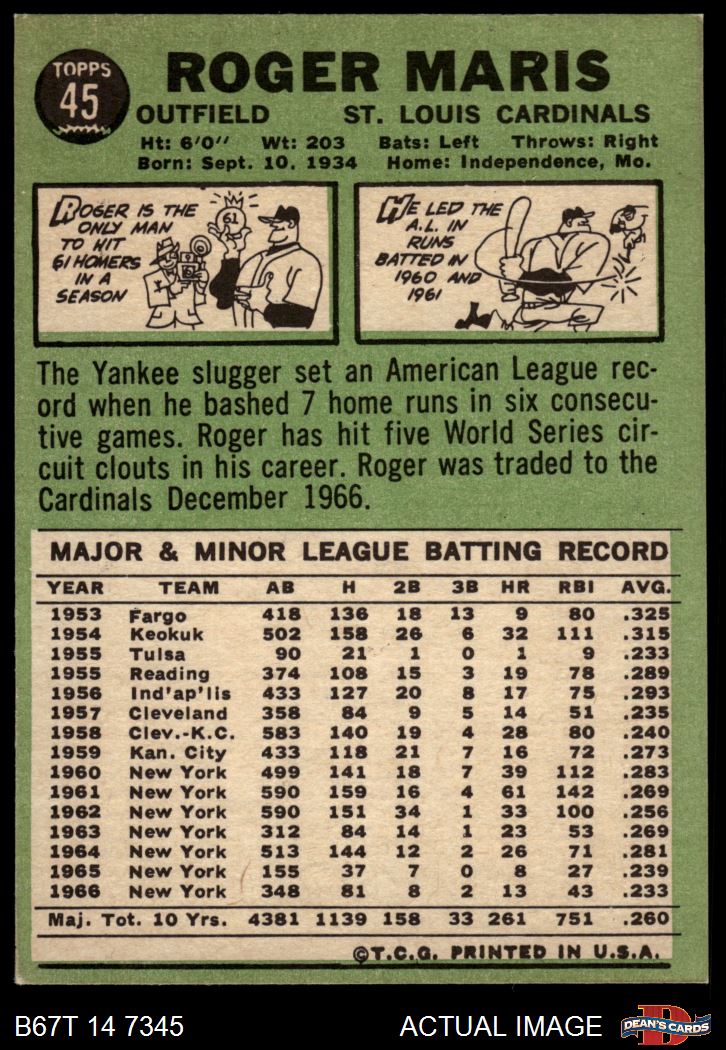 TOPPS
45
ROGER MARIS
OUTFIELD ST. LOUIS CARDINALS
Ht: 6'0" Wt: 203 Bats: Left Throws: Right
Born: Sept. 10, 1934 Home: Independence, Mo.
ROGER IS THE
ONLY MAN
TO HIT
61 HOMERS
IN A
SEASON
61
HE LED THE
A.L. IN
RUNS
BATTED IN
1960 AND
1961
The Yankee slugger set an American League rec-
ord when he bashed 7 home runs in six consecu-
tive games. Roger has hit five World Series cir-
cuit clouts in his career. Roger was traded to the
Cardinals December 1966.
MAJOR & MINOR LEAGUE BATTING RECORD
YEAR TEAM AB H 2B 3B HR RBI AVG.
1953 Fargo 418 136 18 13 9 80 .325
1954 Keokuk 502 158 26 6 32 111 .315
1955 Tulsa 90 21 1 0 1 9 .233
1955 Reading 374 108 15 3 19 78 .289
1956 Ind'ap'lis 433 127 20 8 17 75 .293
1957 Cleveland 358 84 9 5 14 51 .235
1958 Clev.-K.C. 583 140 19 4 28 80 .240
1959 Kan. City 433 118 21 7 16 72 .273
1960 New York 499 141 18 7 39 112 .283
1961 New York 590 159 16 4 61 142 .269
1962 New York 590 151 34 1 33 100 .256
1963 New York 312 84 14 1 23 53 .269
1964 New York 513 144 12 2 26 71 .281
1965 New York 155 37 7 0 8 27 .239
1966 New York 348 81 8 2 13 43 .233
Maj. Tot. 10 Yrs. 4381 1139 158 33 261 751 .260
©T.C.G. PRINTED IN U.S.A.
B67T 14 7345 ACTUAL IMAGE
D
DEAN'S CARDS